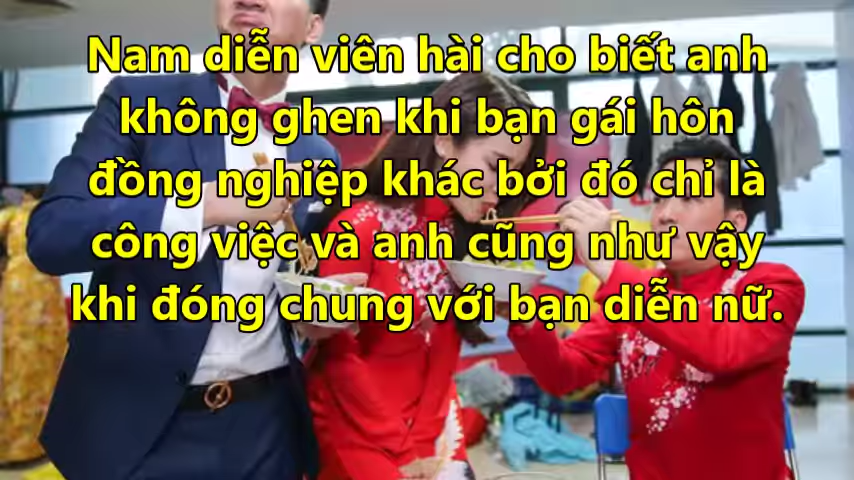 Nam diễn viên hài cho biết anh
không ghen khi bạn gái hôn
đồng nghiệp khác bởi đó chỉ là
công việc và anh cũng như vậy
khi đóng chung với bạn diễn nữ.